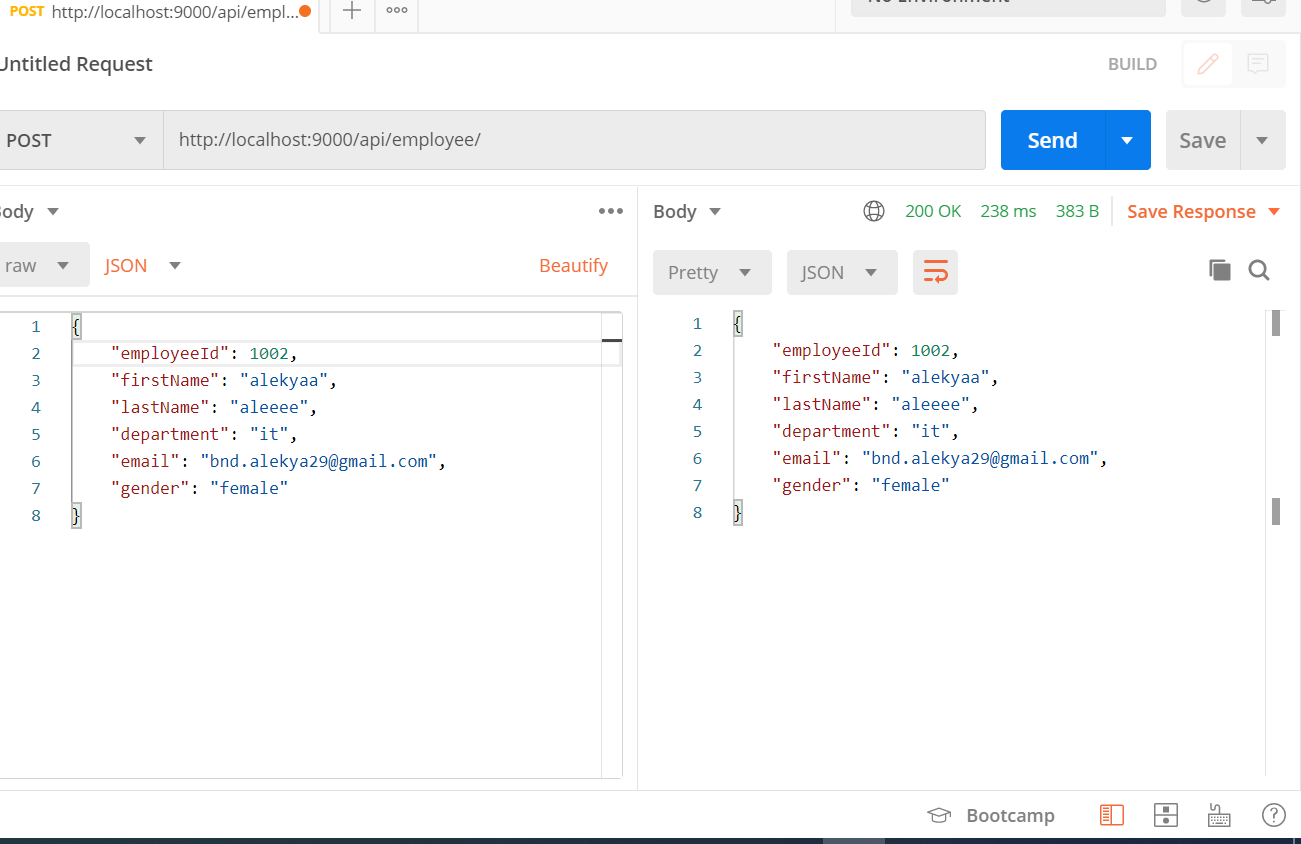 POST http://localhost:9000/api/empl...
No Environment
Untitled Request
BUILD
POST
http://localhost:9000/api/employee/
Send
Save
Body
raw
JSON
Beautify
1 {
2 "employeeId": 1002,
3 "firstName": "alekyaa",
4 "lastName": "aleeee",
5 "department": "it",
6 "email": "bnd.alekya29@gmail.com",
7 "gender": "female"
8 }
Body
200 OK 238 ms 383 B Save Response
Pretty
JSON
1 {
2 "employeeId": 1002,
3 "firstName": "alekyaa",
4 "lastName": "aleeee",
5 "department": "it",
6 "email": "bnd.alekya29@gmail.com",
7 "gender": "female"
8 }
Bootcamp